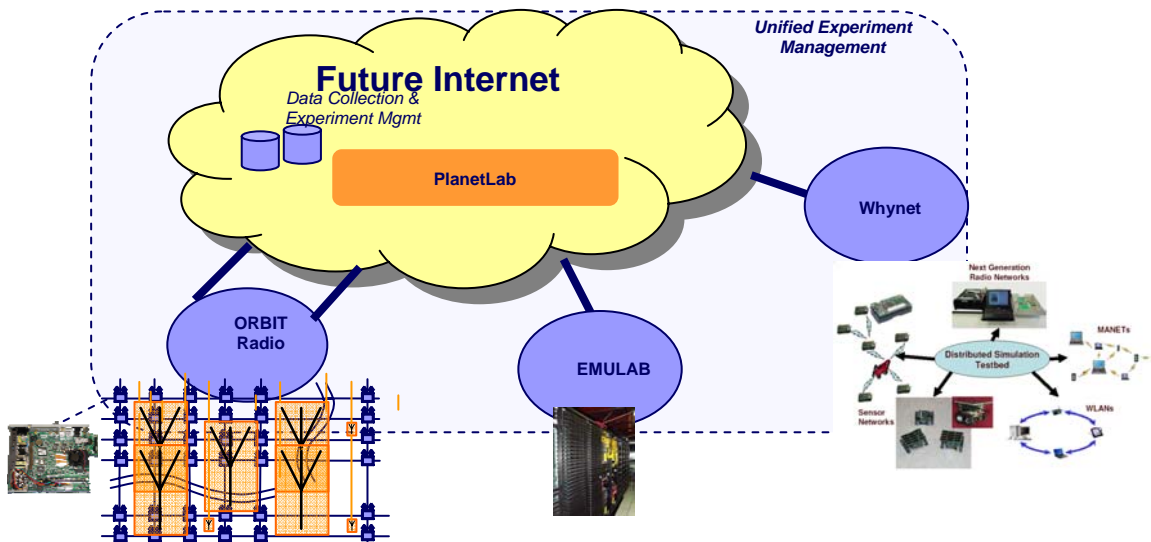 Unified Experiment
Management
Future Internet
Data Collection &
Experiment Mgmt
PlanetLab
Whynet
ORBIT
Radio
EMULAB
Next Generation
Radio Networks
MANETs
Distributed Simulation
Testbed
Sensor
Networks
WLANs